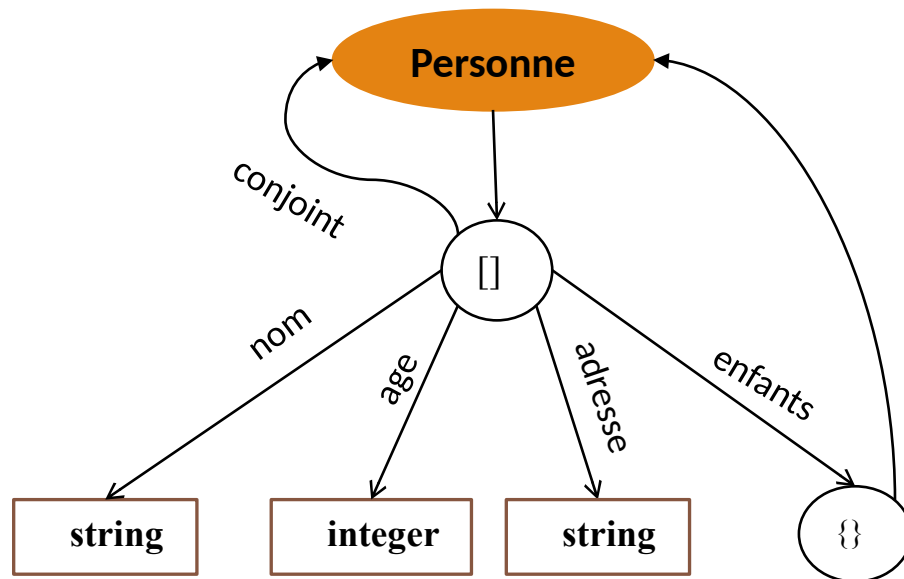 Personne
conjoint
[]
nom
age
adresse
enfants
string
integer
string
{}